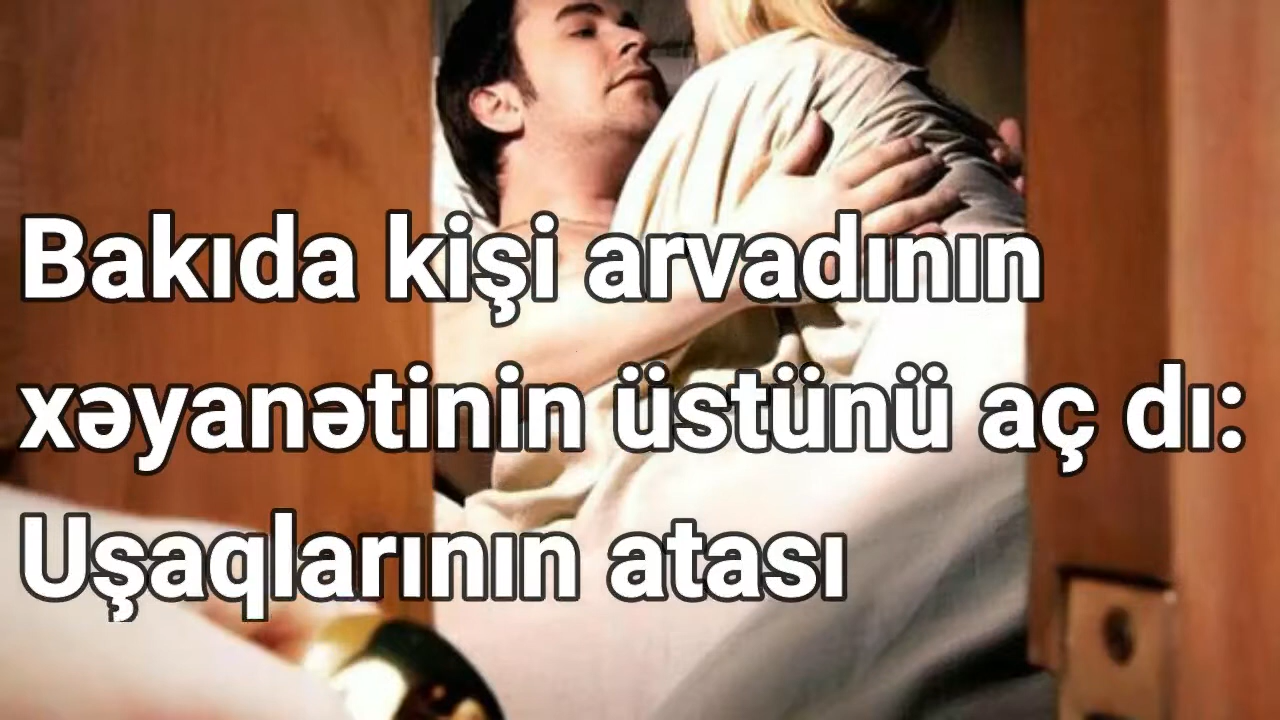 Bakıda kişi arvadının
xəyanətinin üstünü aç dı:
Uşaqlarının atası